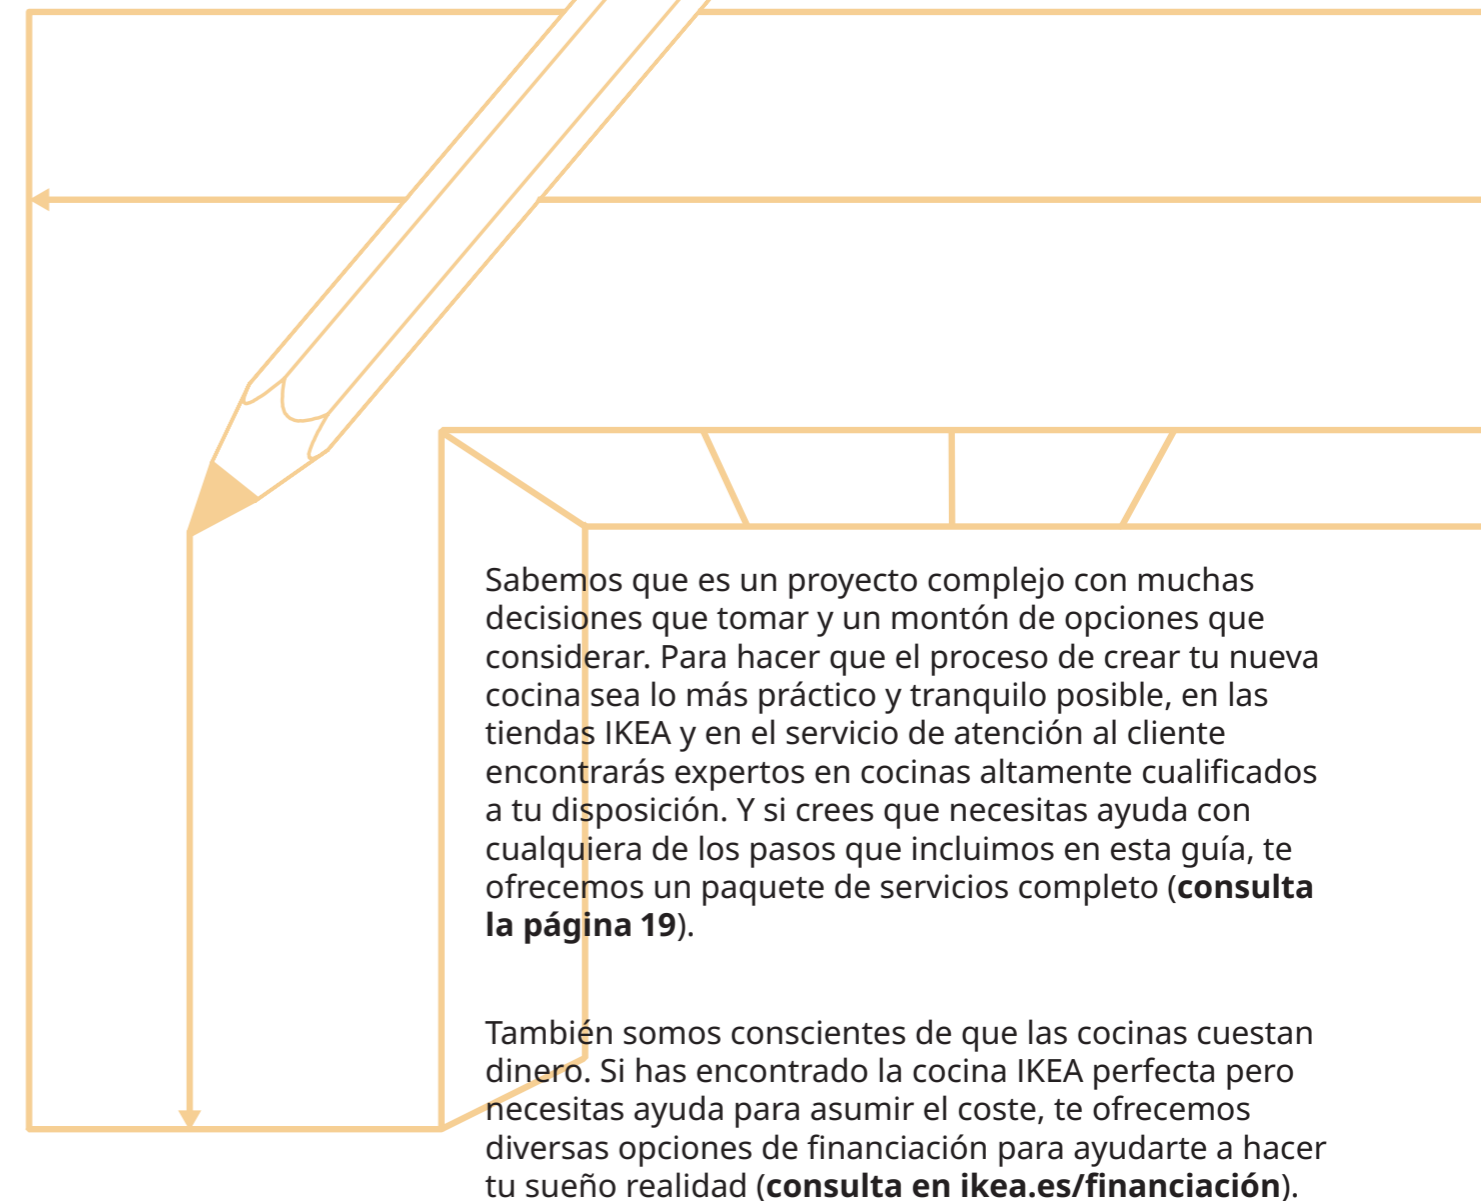 Sabemos que es un proyecto complejo con muchas
decisiones que tomar y un montón de opciones que
considerar. Para hacer que el proceso de crear tu nueva
cocina sea lo más práctico y tranquilo posible, en las
tiendas IKEA y en el servicio de atención al cliente
encontrarás expertos en cocinas altamente cualificados
a tu disposición. Y si crees que necesitas ayuda con
cualquiera de los pasos que incluimos en esta guía, te
ofrecemos un paquete de servicios completo (consulta
la página 19).
También somos conscientes de que las cocinas cuestan
dinero. Si has encontrado la cocina IKEA perfecta pero
necesitas ayuda para asumir el coste, te ofrecemos
diversas opciones de financiación para ayudarte a hacer
tu sueño realidad (consulta en ikea.es/financiación).